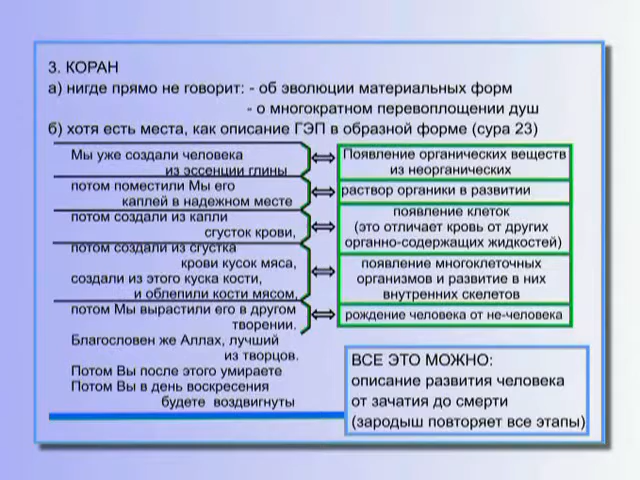 3. КОРАН
а) нигде прямо не говорит: - об эволюции материальных форм
- о многократном перевоплощении душ
б) хотя есть места, как описание ГЭП в образной форме (сура 23)
Мы уже создали человека
из эссенции глины
потом поместили Мы его
каплей в надежном месте
потом создали из капли
сгусток крови,
потом создали из сгустка
крови кусок мяса,
создали из этого куска кости,
и облепили кости мясом,
потом Мы вырастили его в другом
творении.
Благословен же Аллах, лучший
из творцов.
Потом Вы после этого умираете
Потом Вы в день воскресения
будете воздвигнуты
Появление органических веществ
из неорганических
раствор органики в развитии
появление клеток
(это отличает кровь от других
органно-содержащих жидкостей)
появление многоклеточных
организмов и развитие в них
внутренних скелетов
рождение человека от не-человека
ВСЕ ЭТО МОЖНО:
описание развития человека
от зачатия до смерти
(зародыш повторяет все этапы)